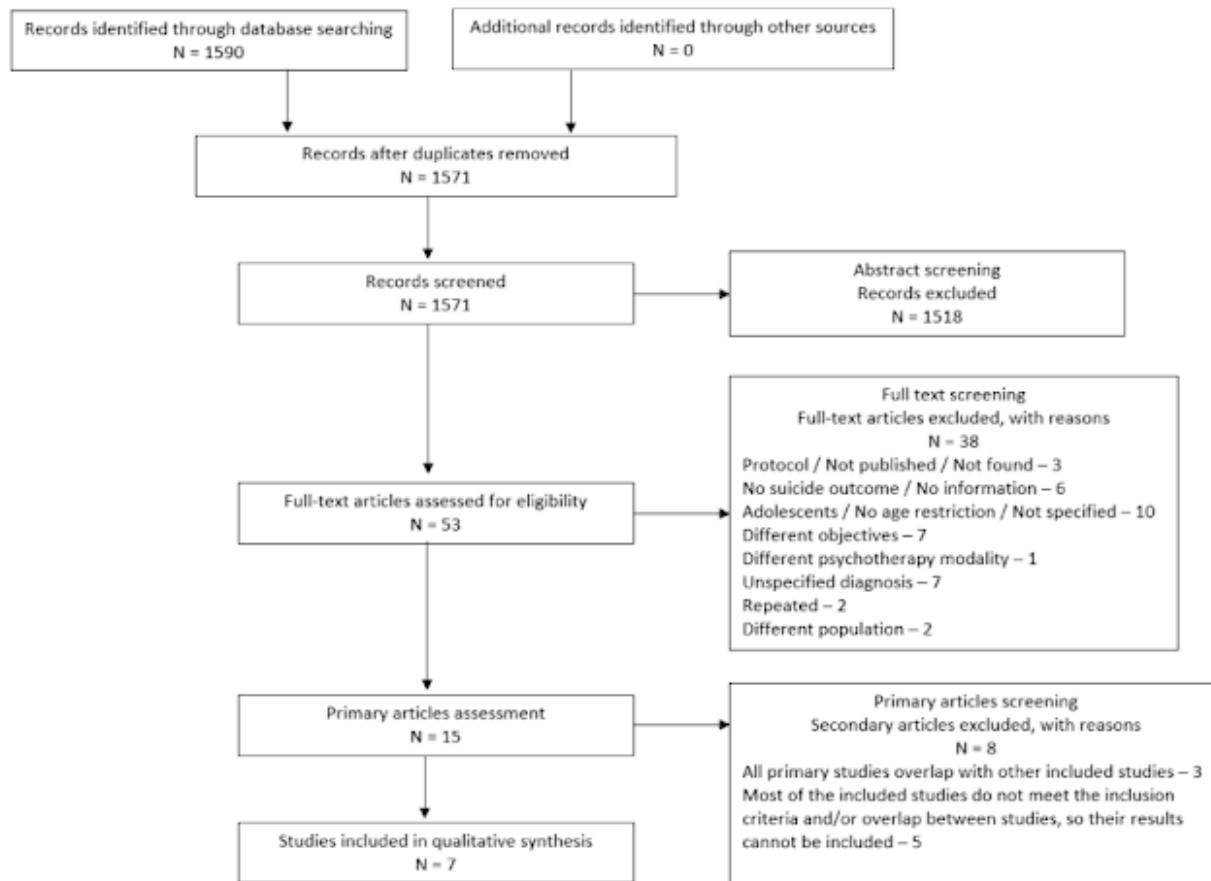 Records identified through database searching
N = 1590
Additional records identified through other sources
N = 0
Records after duplicates removed
N = 1571
Records screened
N = 1571
Abstract screening
Records excluded
N = 1518
Full text screening
Full-text articles excluded, with reasons
N = 38
Protocol / Not published / Not found – 3
No suicide outcome / No information – 6
Adolescents / No age restriction / Not specified – 10
Different objectives – 7
Different psychotherapy modality – 1
Unspecified diagnosis – 7
Repeated – 2
Different population – 2
Full-text articles assessed for eligibility
N = 53
Primary articles assessment
N = 15
Primary articles screening
Secondary articles excluded, with reasons
N = 8
All primary studies overlap with other included studies – 3
Most of the included studies do not meet the inclusion
criteria and/or overlap between studies, so their results
cannot be included – 5
Studies included in qualitative synthesis
N = 7